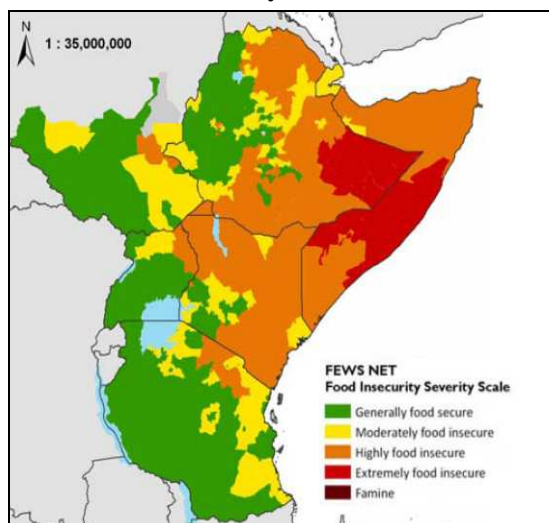 N
1 : 35,000,000
FEWS NET
Food Insecurity Severity Scale
Generally food secure
Moderately food insecure
Highly food insecure
Extremely food insecure
Famine